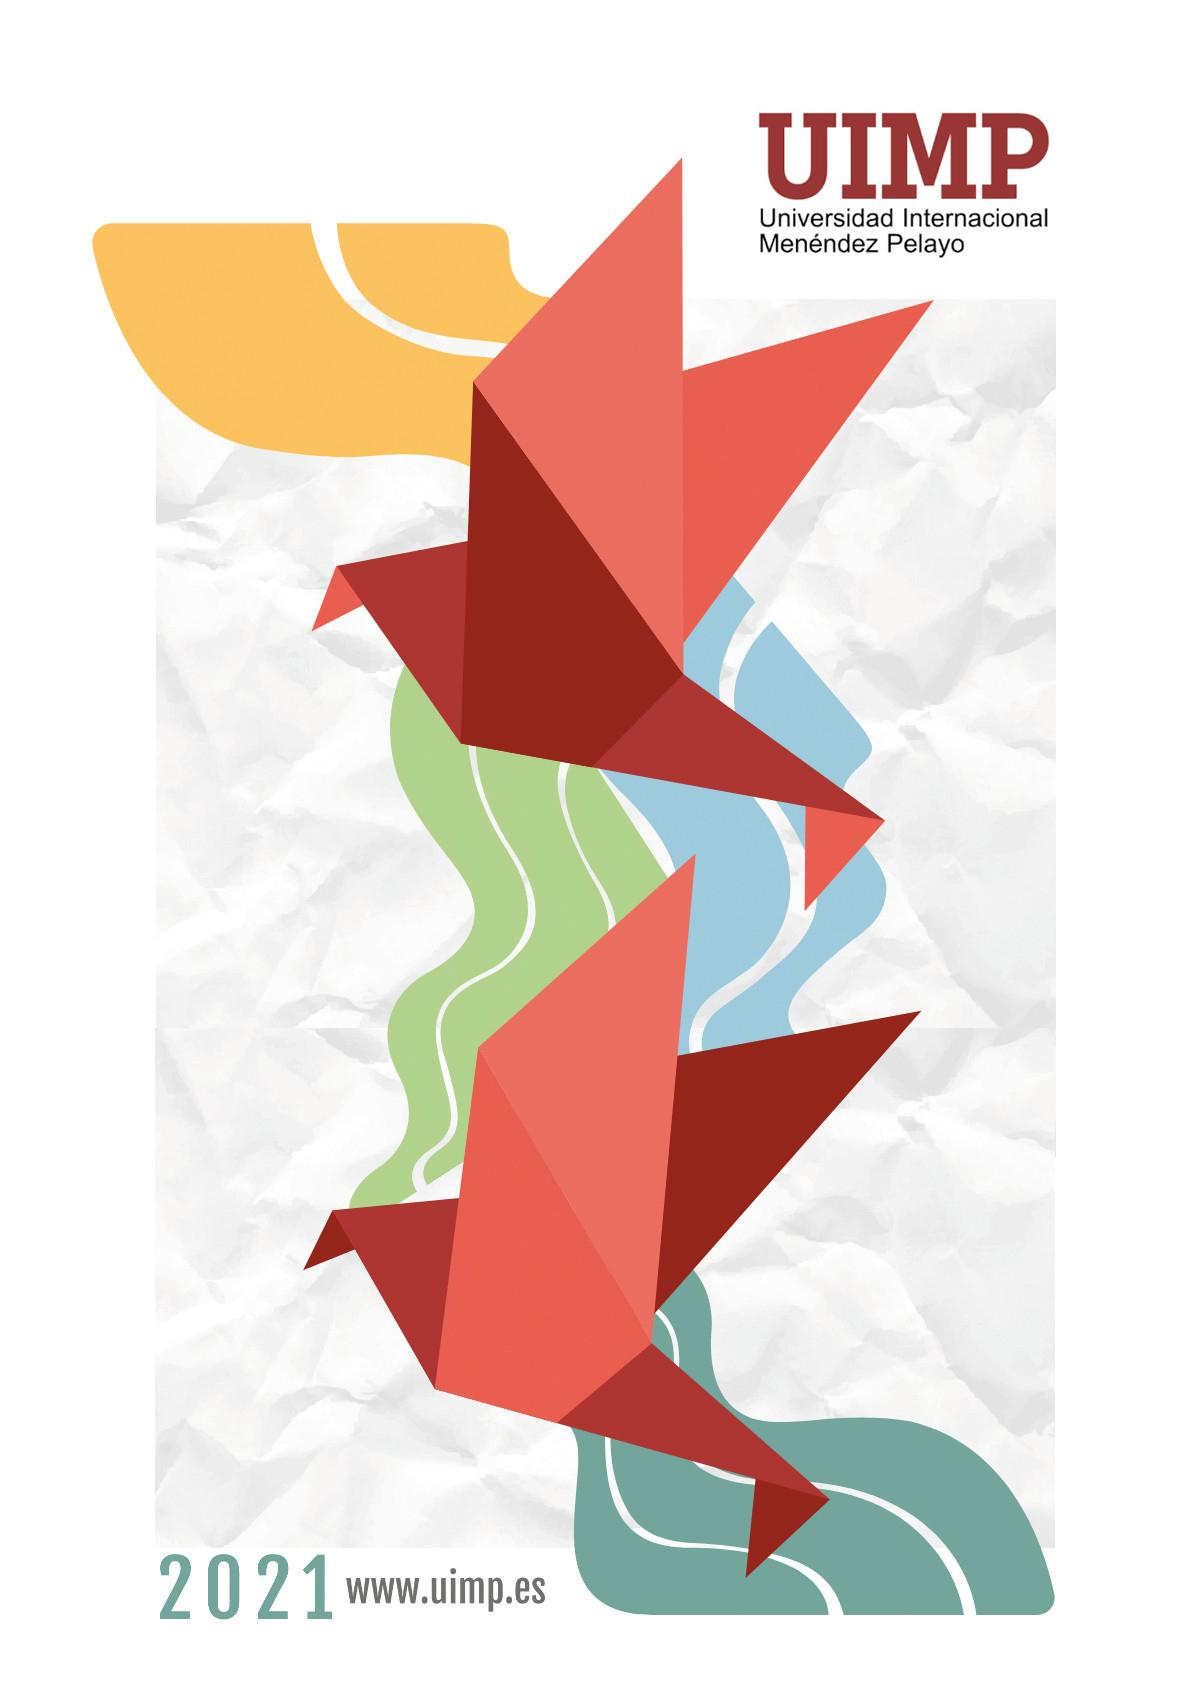 UIMP
Universidad Internacional
Menéndez Pelayo
2021 www.uimp.es